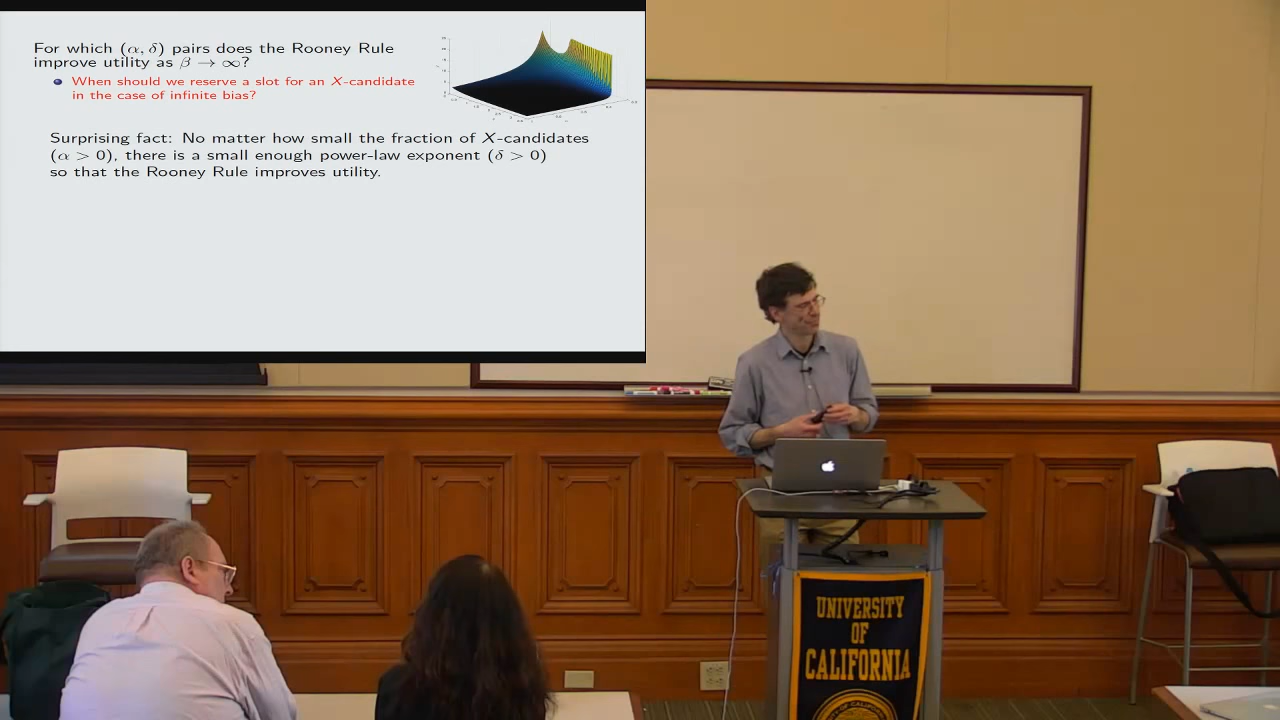 For which (α, δ) pairs does the Rooney Rule
improve utility as β → ∞?
When should we reserve a slot for an X-candidate
in the case of infinite bias?
Surprising fact: No matter how small the fraction of X-candidates
(α > 0), there is a small enough power-law exponent (δ > 0)
so that the Rooney Rule improves utility.
UNIVERSITY
OF
CALIFORNIA